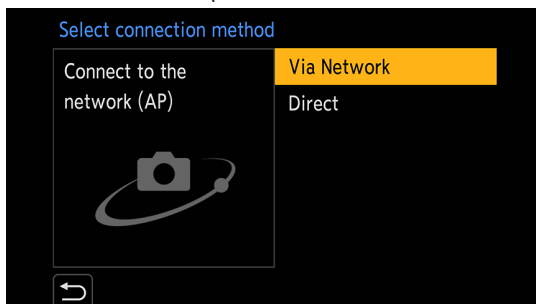 Select connection method
Connect to the
network (AP)
Via Network
Direct